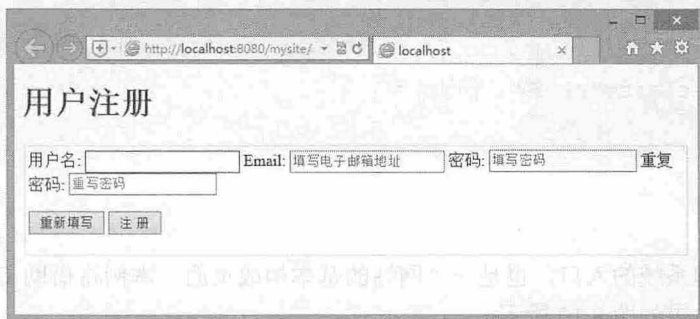 http://localhost:8080/mysite/
localhost
用户注册
用户名: Email: 填写电子邮箱地址 密码: 填写密码 重复
密码: 重写密码
重新填写 注 册